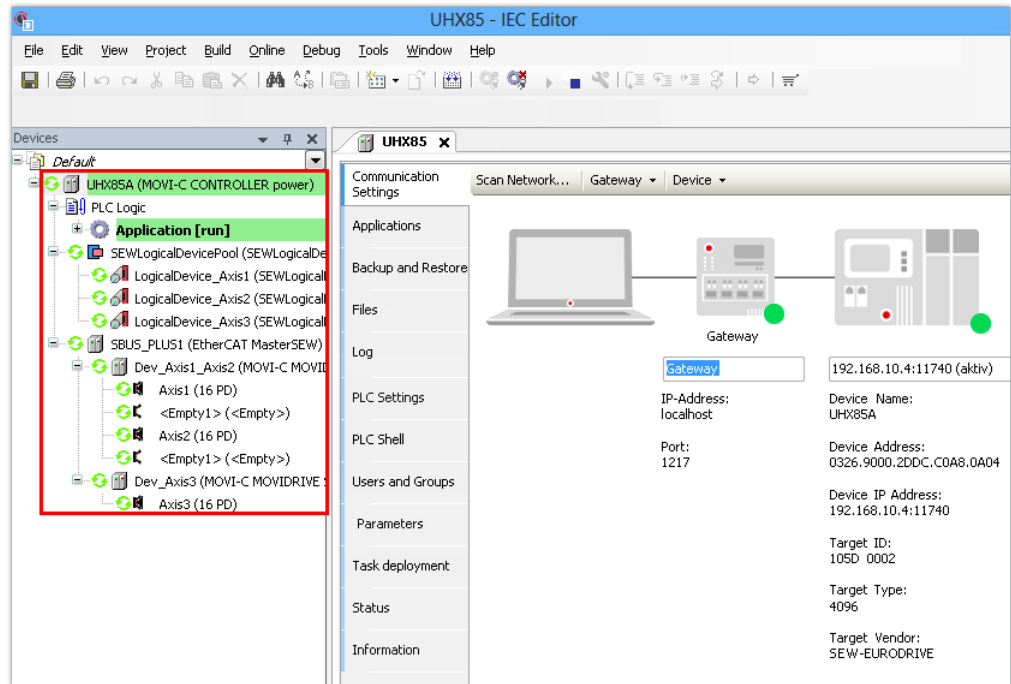 UHX85 - IEC Editor
File Edit View Project Build Online Debug Tools Window Help
Devices
Default
UHX85A (MOVI-C CONTROLLER power)
PLC Logic
Application [run]
SEWLogicalDevicePool (SEWLogicalDe
LogicalDevice_Axis1 (SEWLogical
LogicalDevice_Axis2 (SEWLogical
LogicalDevice_Axis3 (SEWLogical
SBUS_PLUS1 (EtherCAT MasterSEW)
Dev_Axis1_Axis2 (MOVI-C MOVID
Axis1 (16 PD)
<Empty1> (<Empty>)
Axis2 (16 PD)
<Empty1> (<Empty>)
Dev_Axis3 (MOVI-C MOVIDRIVE S
Axis3 (16 PD)
UHX85
Communication
Settings
Applications
Backup and Restore
Files
Log
PLC Settings
PLC Shell
Users and Groups
Parameters
Task deployment
Status
Information
Scan Network... Gateway Device
Gateway
Gateway
IP-Address:
localhost
Port:
1217
192.168.10.4:11740 (aktiv)
Device Name:
UHX85A
Device Address:
0326.9000.2DDC.C0A8.0A04
Device IP Address:
192.168.10.4:11740
Target ID:
105D 0002
Target Type:
4096
Target Vendor:
SEW-EURODRIVE